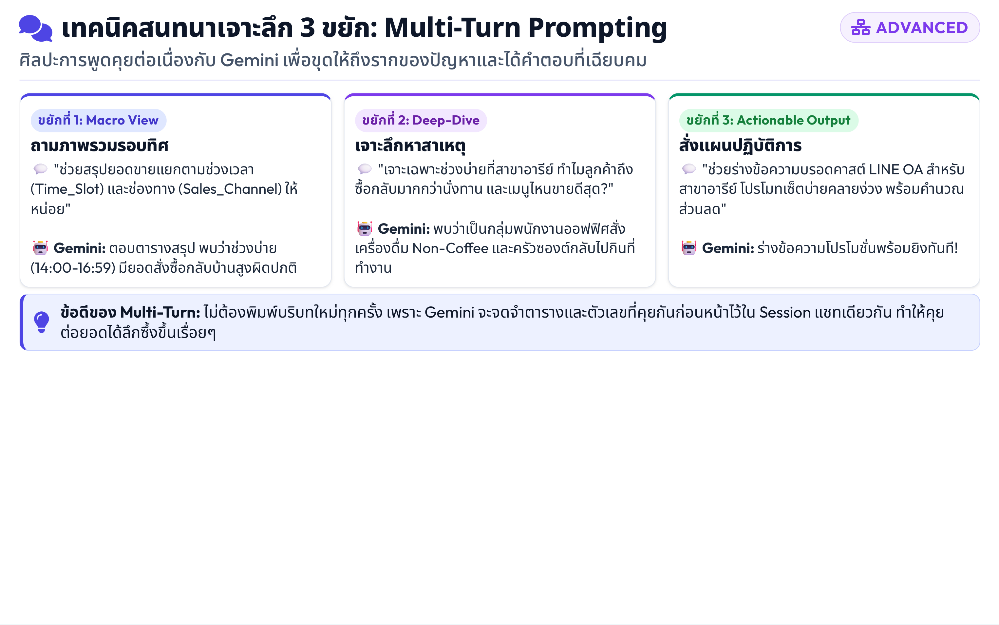 เทคนิคสนทนาเจาะลึก 3 ขยัก: Multi-Turn Prompting
ADVANCED
ศิลปะการพูดคุยต่อเนื่องกับ Gemini เพื่อขุดให้ถึงรากของปัญหาและได้คำตอบที่เฉียบคม
ขยักที่ 1: Macro View
ถามภาพรวมรอบทิศ
"ช่วยสรุปยอดขายแยกตามช่วงเวลา
(Time_Slot) และช่องทาง (Sales_Channel) ให้
หน่อย"
Gemini: ตอบตารางสรุป พบว่าช่วงบ่าย
(14:00-16:59) มียอดสั่งซื้อกลับบ้านสูงผิดปกติ
ขยักที่ 2: Deep-Dive
เจาะลึกหาสาเหตุ
"เจาะเฉพาะช่วงบ่ายที่สาขาอารีย์ ทำไมลูกค้าถึง
ซื้อกลับมากกว่านั่งทาน และเมนูไหนขายดีสุด?"
Gemini: พบว่าเป็นกลุ่มพนักงานออฟฟิศสั่ง
เครื่องดื่ม Non-Coffee และครัวซองต์กลับไปกินที่
ทำงาน
ขยักที่ 3: Actionable Output
สั่งแผนปฏิบัติการ
"ช่วยร่างข้อความบรอดคาสต์ LINE OA สำหรับ
สาขาอารีย์ โปรโมทเซ็ตบ่ายคลายง่วง พร้อมคำนวณ
ส่วนลด"
Gemini: ร่างข้อความโปรโมชั่นพร้อมยิงทันที!
ข้อดีของ Multi-Turn: ไม่ต้องพิมพ์บริบทใหม่ทุกครั้ง เพราะ Gemini จะจดจำตารางและตัวเลขที่คุยกันก่อนหน้าไว้ใน Session แชทเดียวกัน ทำให้คุย
ต่อยอดได้ลึกซึ้งขึ้นเรื่อยๆ